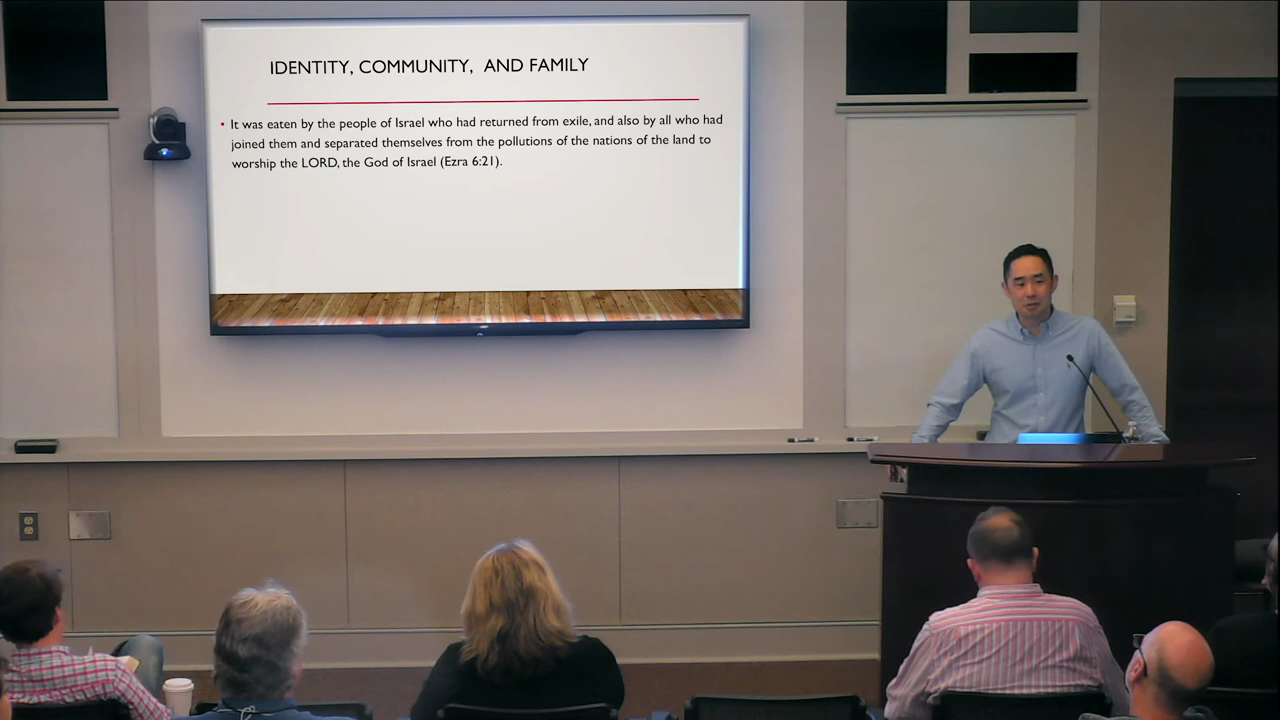 IDENTITY, COMMUNITY, AND FAMILY
• It was eaten by the people of Israel who had returned from exile, and also by all who had
joined them and separated themselves from the pollutions of the nations of the land to
worship the LORD, the God of Israel (Ezra 6:21).